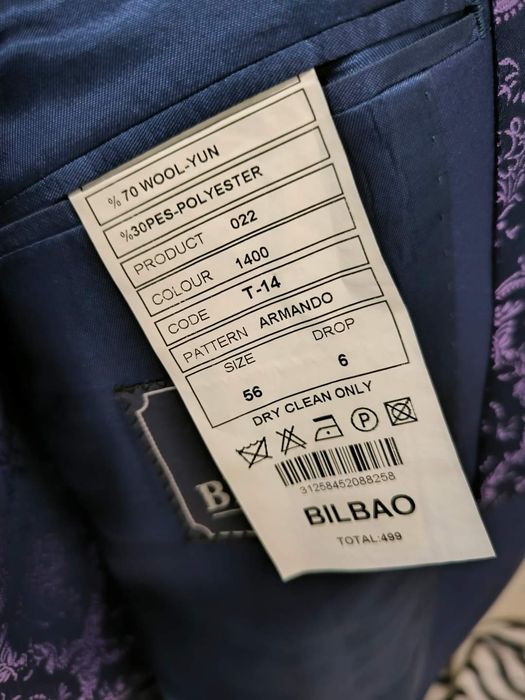 % 70 WOOL-YUN
%30PES-POLYESTER
PRODUCT 022
COLOUR 1400
CODE T-14
PATTERN ARMANDO
SIZE DROP
56 6
DRY CLEAN ONLY
P
31258452088258
BILBAO
TOTAL:499
B